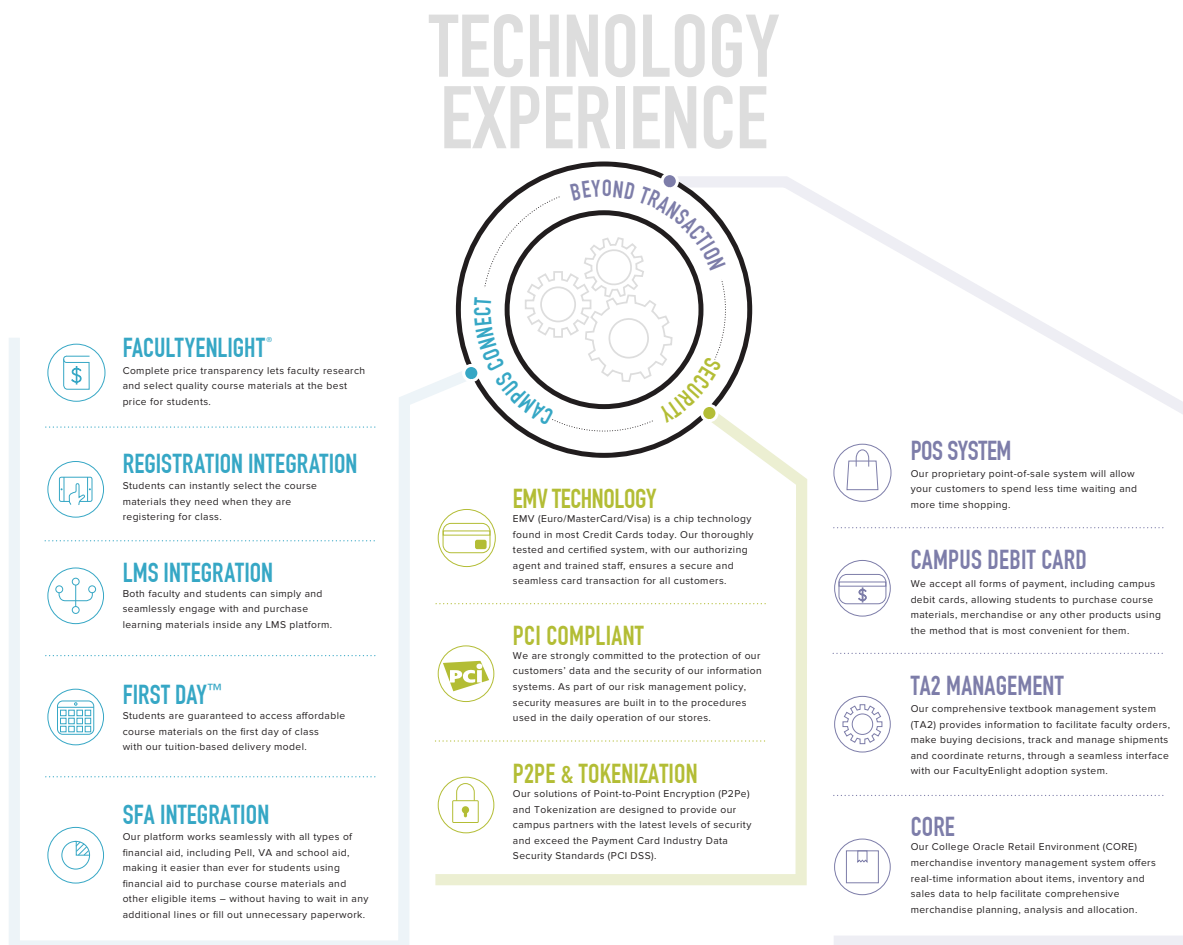 TECHNOLOGY
EXPERIENCE
BEYOND TRANSACTION
CAMPUS CONNECT
SECURITY
FACULTYENLIGHT®
Complete price transparency lets faculty research
and select quality course materials at the best
price for students.
REGISTRATION INTEGRATION
Students can instantly select the course
materials they need when they are
registering for class.
LMS INTEGRATION
Both faculty and students can simply and
seamlessly engage with and purchase
learning materials inside any LMS platform.
FIRST DAY™
Students are guaranteed to access affordable
course materials on the first day of class
with our tuition-based delivery model.
SFA INTEGRATION
Our platform works seamlessly with all types of
financial aid, including Pell, VA and school aid,
making it easier than ever for students using
financial aid to purchase course materials and
other eligible items – without having to wait in any
additional lines or fill out unnecessary paperwork.
EMV TECHNOLOGY
EMV (Euro/MasterCard/Visa) is a chip technology
found in most Credit Cards today. Our thoroughly
tested and certified system, with our authorizing
agent and trained staff, ensures a secure and
seamless card transaction for all customers.
PCI COMPLIANT
PCi
We are strongly committed to the protection of our
customers' data and the security of our information
systems. As part of our risk management policy,
security measures are built in to the procedures
used in the daily operation of our stores.
P2PE & TOKENIZATION
Our solutions of Point-to-Point Encryption (P2Pe)
and Tokenization are designed to provide our
campus partners with the latest levels of security
and exceed the Payment Card Industry Data
Security Standards (PCI DSS).
POS SYSTEM
Our proprietary point-of-sale system will allow
your customers to spend less time waiting and
more time shopping.
CAMPUS DEBIT CARD
We accept all forms of payment, including campus
debit cards, allowing students to purchase course
materials, merchandise or any other products using
the method that is most convenient for them.
TA2 MANAGEMENT
Our comprehensive textbook management system
(TA2) provides information to facilitate faculty orders,
make buying decisions, track and manage shipments
and coordinate returns, through a seamless interface
with our FacultyEnlight adoption system.
CORE
Our College Oracle Retail Environment (CORE)
merchandise inventory management system offers
real-time information about items, inventory and
sales data to help facilitate comprehensive
merchandise planning, analysis and allocation.